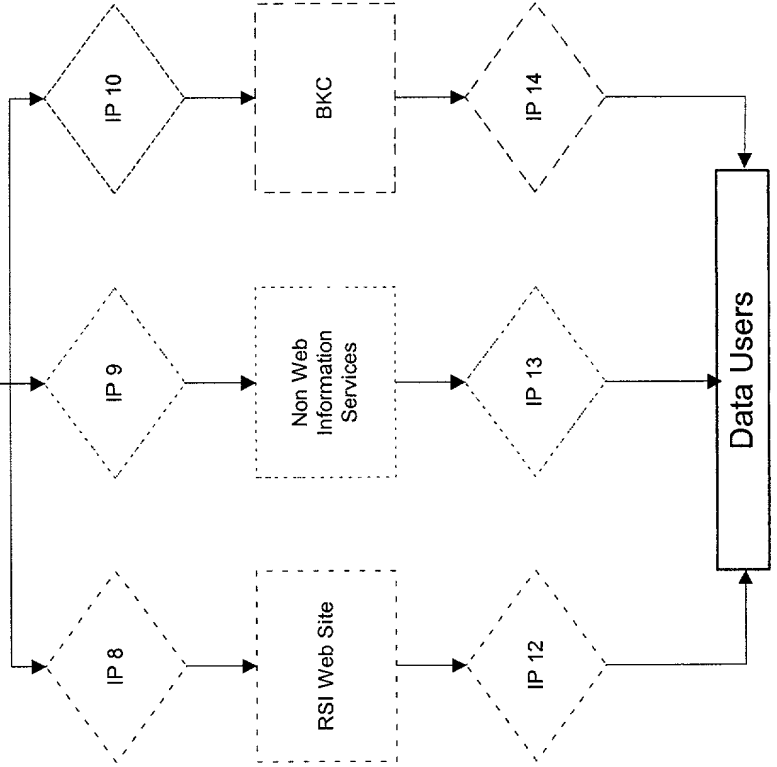 IP 8
IP 9
IP 10
RSI Web Site
Non Web
Information
Services
BKC
IP 12
IP 13
IP 14
Data Users